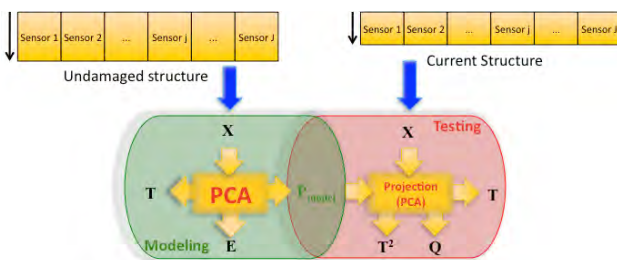 Sensor 1 Sensor 2 ... Sensor j ... Sensor J
Undamaged structure
Sensor 1 Sensor 2 ... Sensor j ... Sensor J
Current Structure
Testing
X
X
T
PCA
P model
Projection
(PCA)
T
Modeling
E
T²
Q